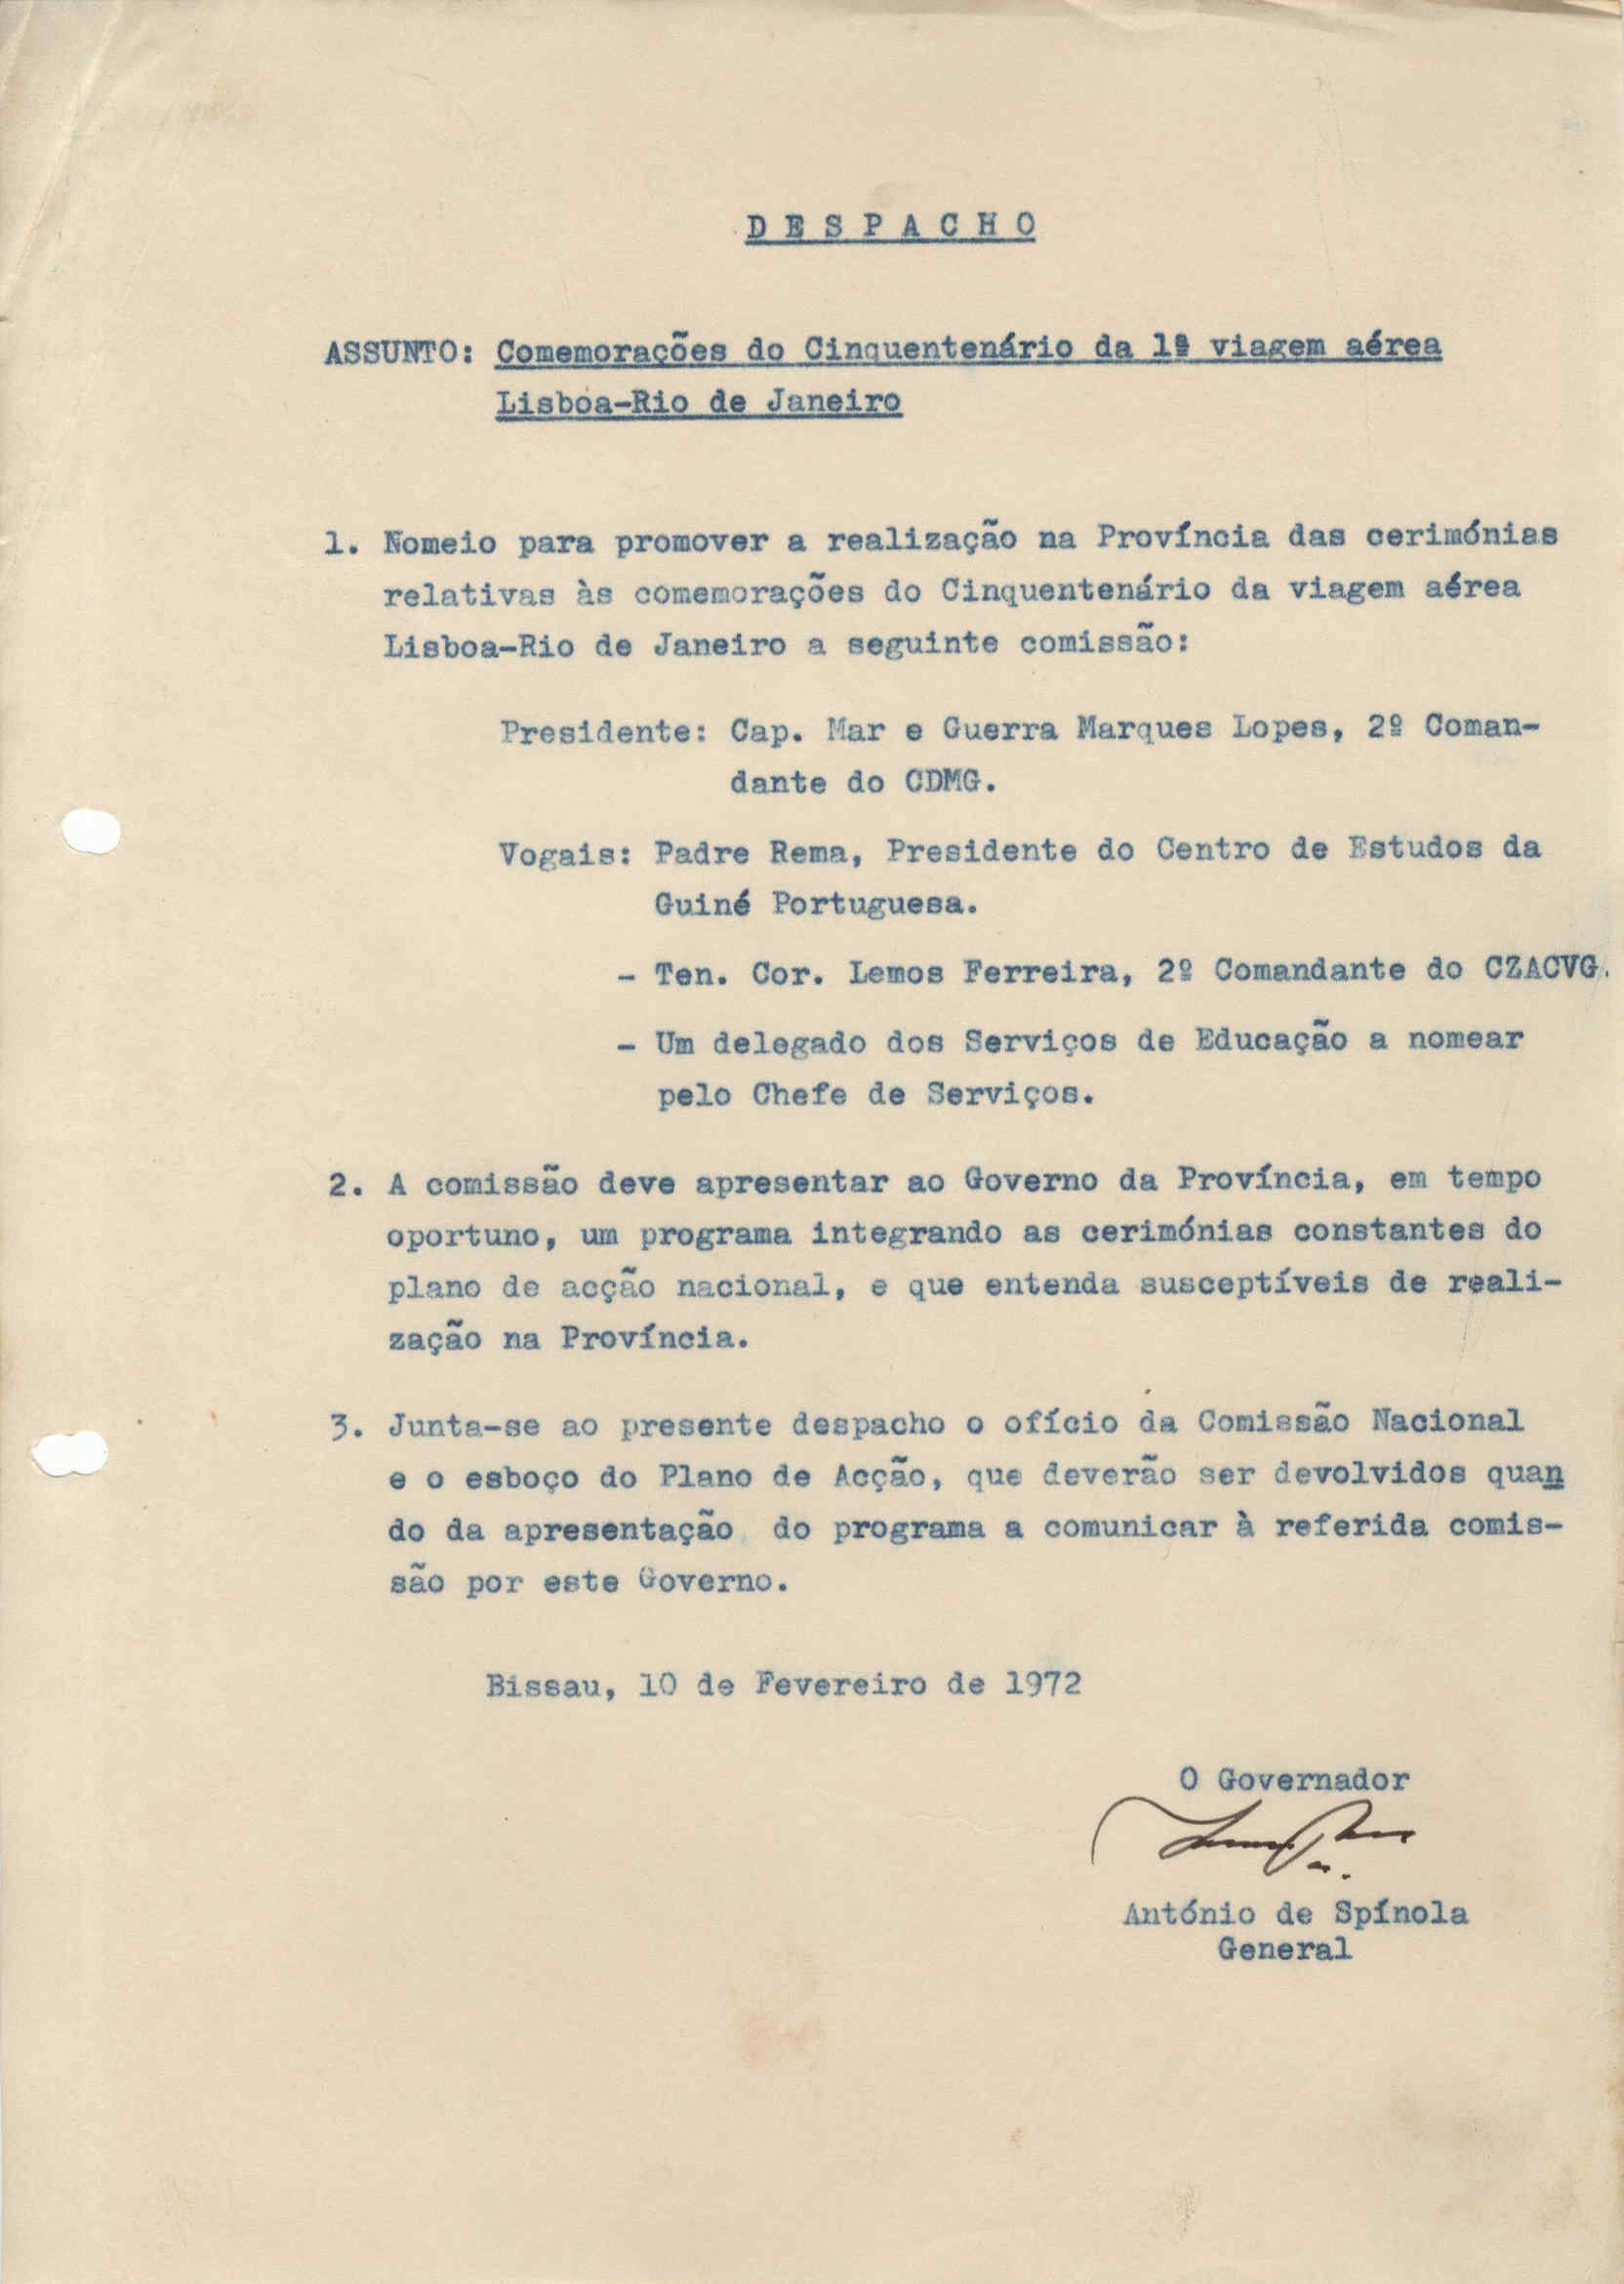 DESPACHO
ASSUNTO: Comemorações do Cinquentenário da 1ª viagem aérea
Lisboa-Rio de Janeiro
1. Nomeio para promover a realização na Província das cerimónias
relativas às comemorações do Cinquentenário da viagem aérea
Lisboa-Rio de Janeiro a seguinte comissão:
Presidente: Cap. Mar e Guerra Marques Lopes, 2º Coman-
dante do CDMG.
Vogais: Padre Rema, Presidente do Centro de Estudos da
Guiné Portuguesa.
- Ten. Cor. Lemos Ferreira, 2º Comandante do CZACVG.
- Um delegado dos Serviços de Educação a nomear
pelo Chefe de Serviços.
2. A comissão deve apresentar ao Governo da Província, em tempo
oportuno, um programa integrando as cerimónias constantes do
plano de acção nacional, e que entenda susceptíveis de reali-
zação na Província.
3. Junta-se ao presente despacho o ofício da Comissão Nacional
e o esboço do Plano de Acção, que deverão ser devolvidos quan
do da apresentação do programa a comunicar à referida comis-
são por este Governo.
Bissau, 10 de Fevereiro de 1972
O Governador
António de Spínola
General